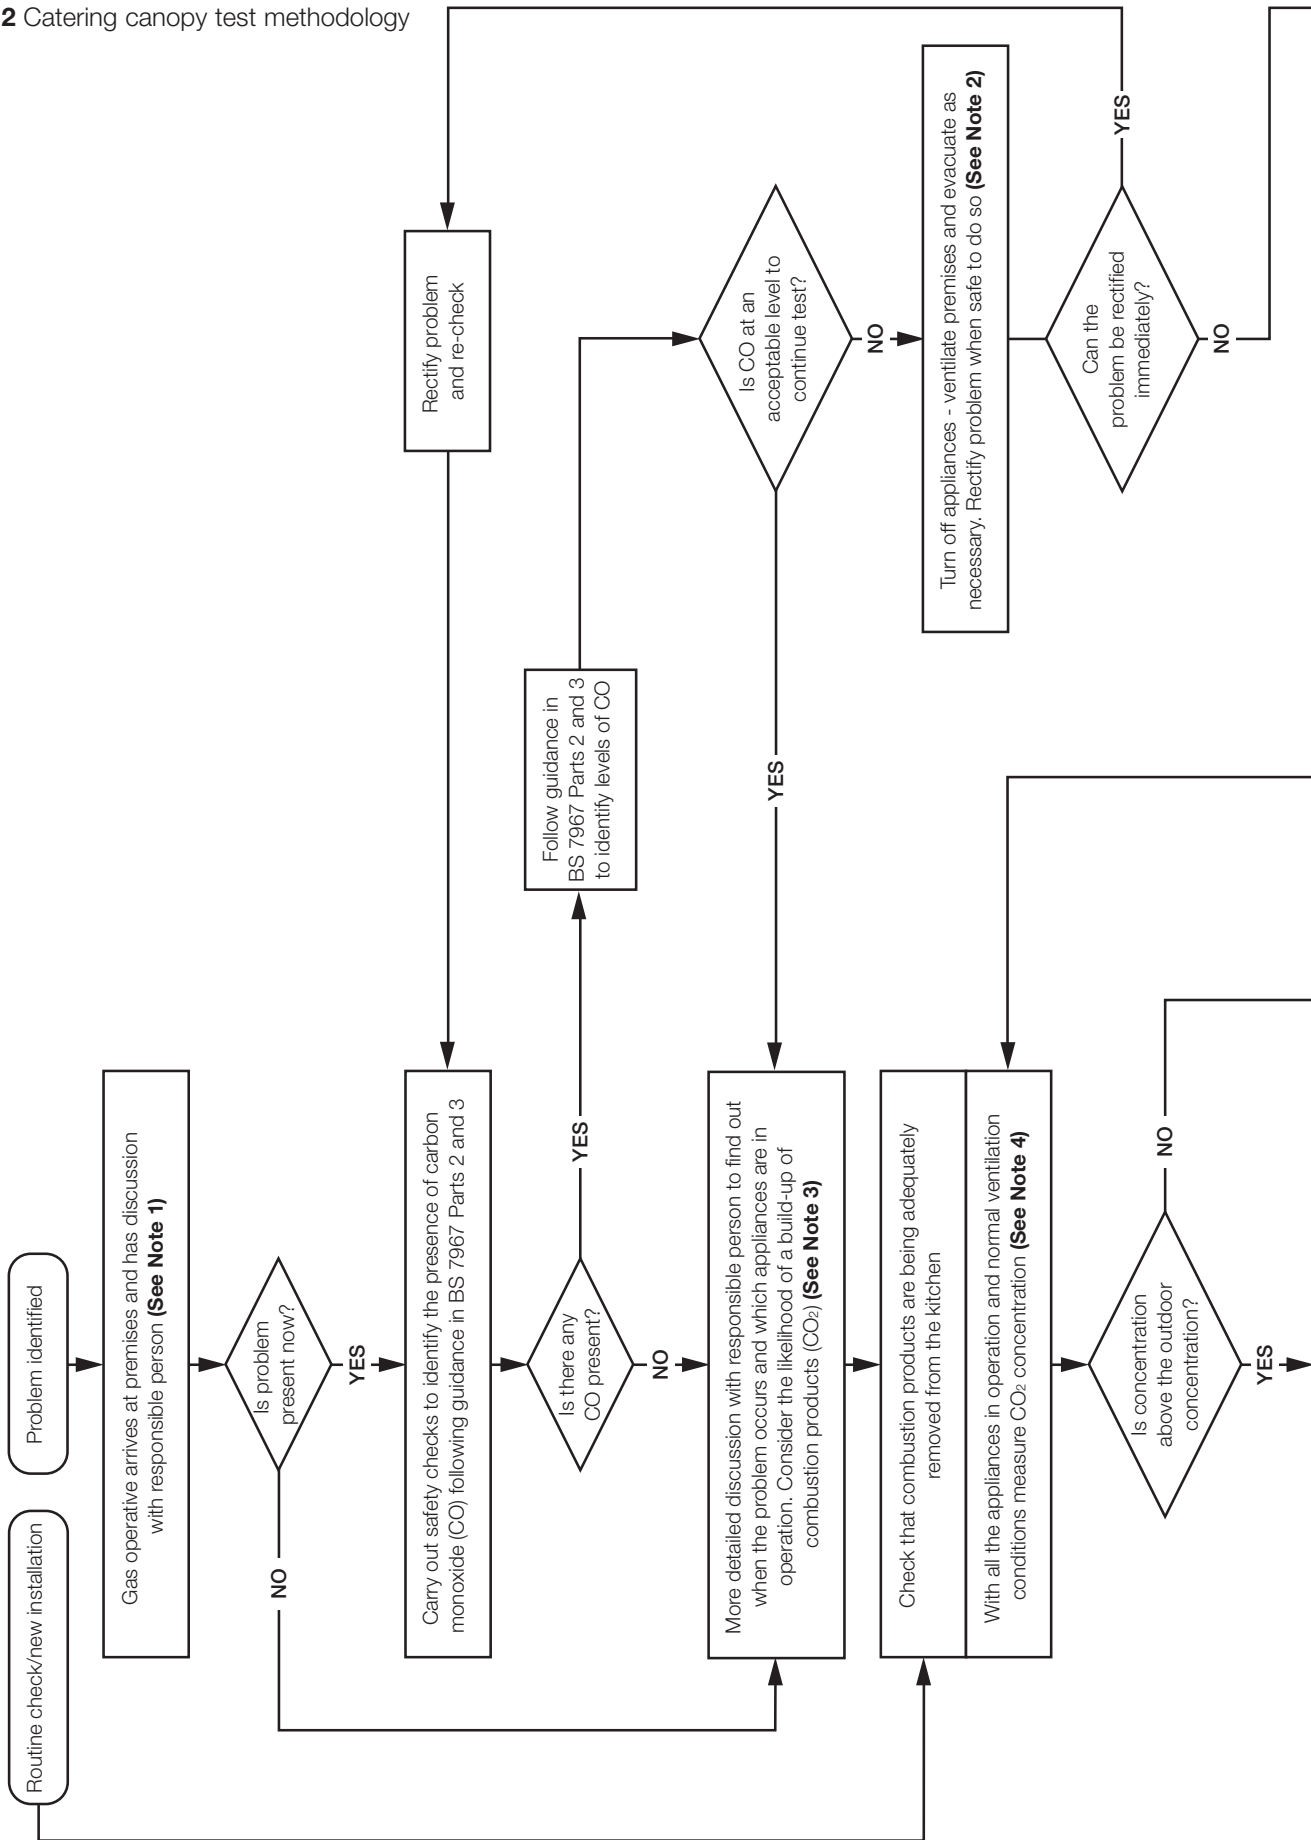 2 Catering canopy test methodology
Routine check/new installation
Problem identified
Gas operative arrives at premises and has discussion
with responsible person (See Note 1)
Is problem
present now?
NO
YES
Carry out safety checks to identify the presence of carbon
monoxide (CO) following guidance in BS 7967 Parts 2 and 3
Rectify problem
and re-check
Is there any
CO present?
YES
NO
Follow guidance in
BS 7967 Parts 2 and 3
to identify levels of CO
Is CO at an
acceptable level to
continue test?
YES
NO
More detailed discussion with responsible person to find out
when the problem occurs and which appliances are in
operation. Consider the likelihood of a build-up of
combustion products (CO2) (See Note 3)
Turn off appliances - ventilate premises and evacuate as
necessary. Rectify problem when safe to do so (See Note 2)
Check that combustion products are being adequately
removed from the kitchen
With all the appliances in operation and normal ventilation
conditions measure CO2 concentration (See Note 4)
Can the
problem be rectified
immediately?
YES
NO
Is concentration
above the outdoor
concentration?
NO
YES